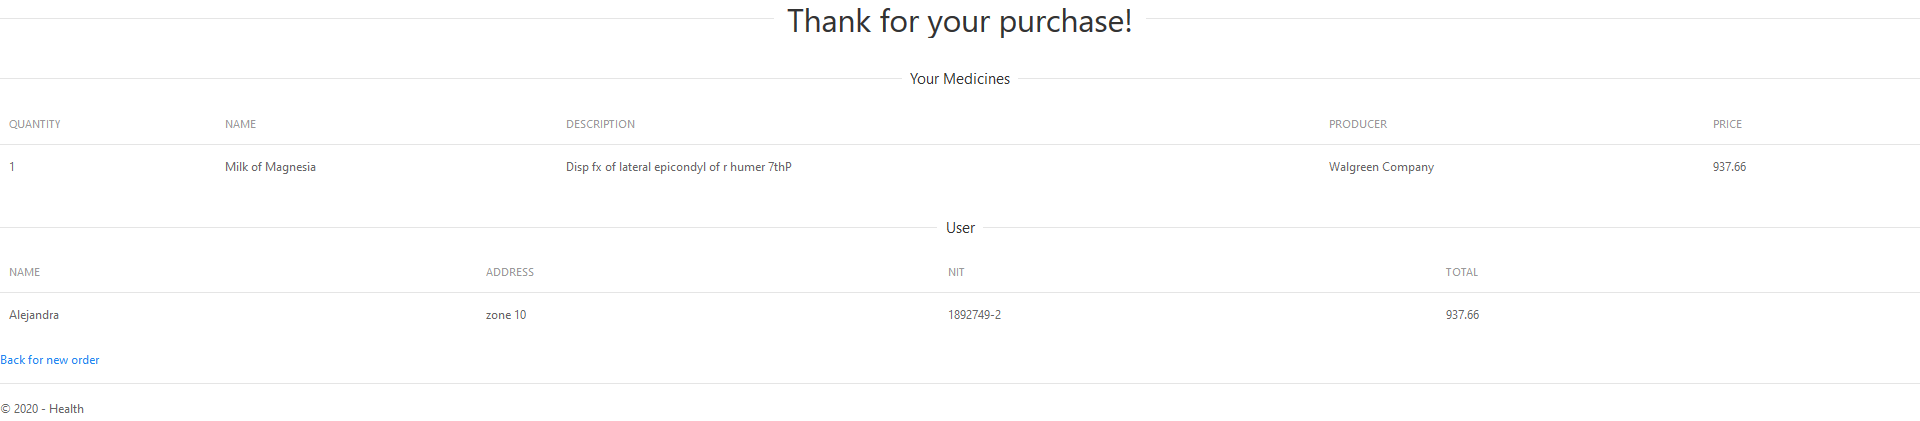 Thank for your purchase!
Your Medicines
QUANTITY NAME DESCRIPTION PRODUCER PRICE
1 Milk of Magnesia Disp fx of lateral epicondyl of r humer 7thP Walgreen Company 937.66
User
NAME ADDRESS NIT TOTAL
Alejandra zone 10 1892749-2 937.66
Back for new order
© 2020 - Health